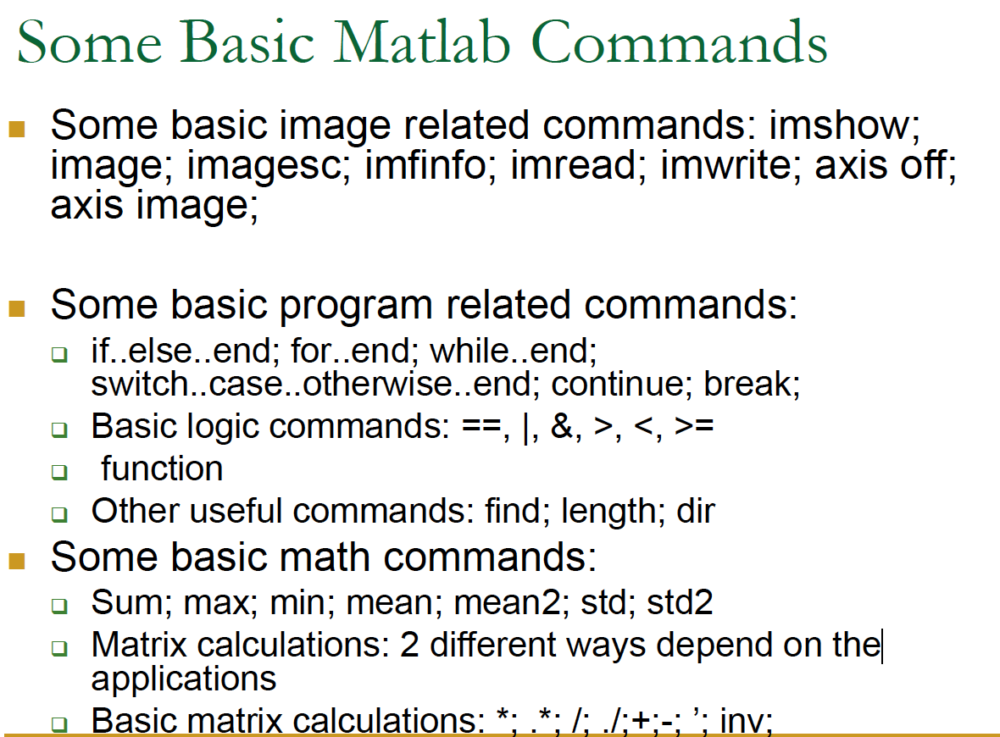 Some Basic Matlab Commands
Some basic image related commands: imshow;
image; imagesc; imfinfo; imread; imwrite; axis off;
axis image;
Some basic program related commands:
if..else..end; for..end; while..end;
switch..case..otherwise..end; continue; break;
Basic logic commands: ==, |, &, >, <, >=
function
Other useful commands: find; length; dir
Some basic math commands:
Sum; max; min; mean; mean2; std; std2
Matrix calculations: 2 different ways depend on the
applications
Basic matrix calculations: *; .*; /; ./;+;-; ’; inv;